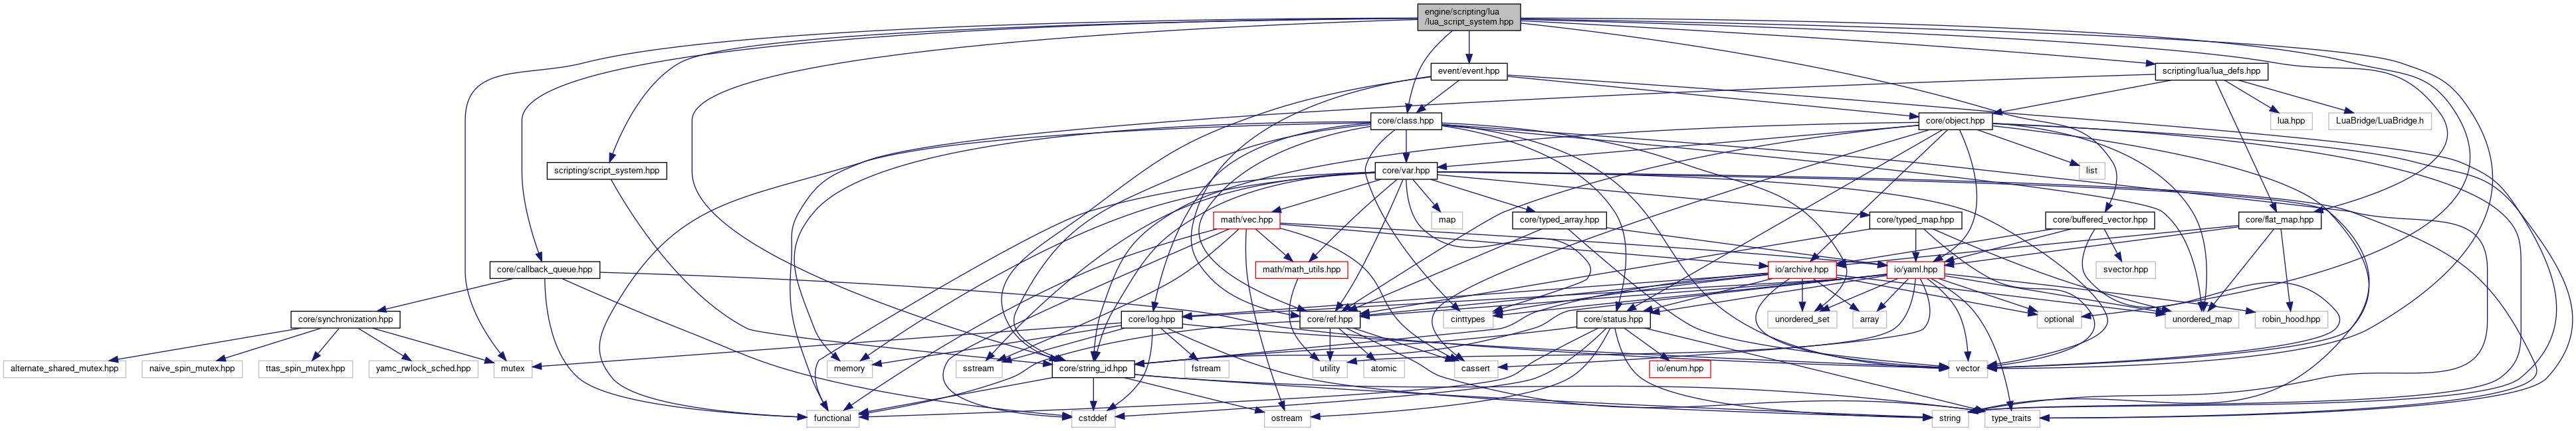 engine/scripting/lua
/lua_script_system.hpp
event/event.hpp
scripting/lua/lua_defs.hpp
core/class.hpp
core/object.hpp
lua.hpp
LuaBridge/LuaBridge.h
scripting/script_system.hpp
core/var.hpp
list
math/vec.hpp
core/typed_array.hpp
map
core/typed_map.hpp
core/buffered_vector.hpp
core/flat_map.hpp
core/callback_queue.hpp
math/math_utils.hpp
io/archive.hpp
io/yaml.hpp
svector.hpp
core/synchronization.hpp
core/log.hpp
core/ref.hpp
cinttypes
core/status.hpp
unordered_set
array
optional
unordered_map
robin_hood.hpp
alternate_shared_mutex.hpp
naive_spin_mutex.hpp
ttas_spin_mutex.hpp
yamc_rwlock_sched.hpp
mutex
memory
sstream
core/string_id.hpp
fstream
utility
atomic
cassert
io/enum.hpp
vector
functional
cstddef
ostream
string
type_traits